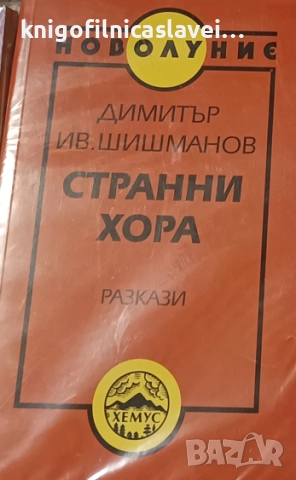 knigofilnicaslavei...
НОВОЛУНИЕ
ДИМИТЪР
ИВ. ШИШМАНОВ
СТРАННИ
ХОРА
РАЗКАЗИ
ХЕМУС
BAZAR